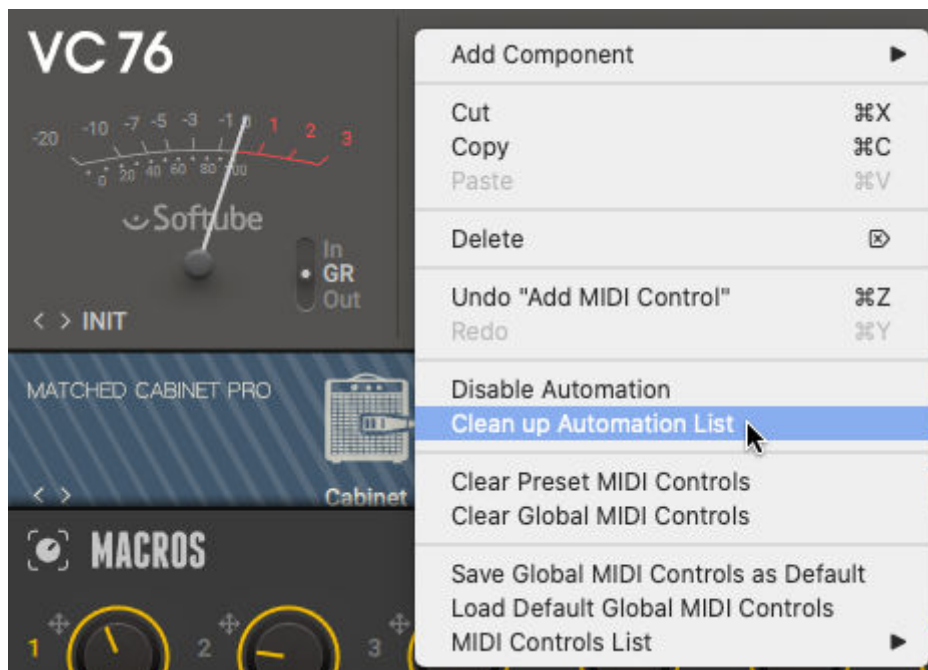 VC 76
-20 -10 -7 -5 -3 -1 0 1 2 3
0 20 40 60 80 100
Softube
In
GR
Out
< > INIT
MATCHED CABINET PRO
< >
Cabinet
MACROS
1 2 3
Add Component ▶
Cut ⌘X
Copy ⌘C
Paste ⌘V
Delete ⌦
Undo "Add MIDI Control" ⌘Z
Redo ⌘Y
Disable Automation
Clean up Automation List
Clear Preset MIDI Controls
Clear Global MIDI Controls
Save Global MIDI Controls as Default
Load Default Global MIDI Controls
MIDI Controls List ▶